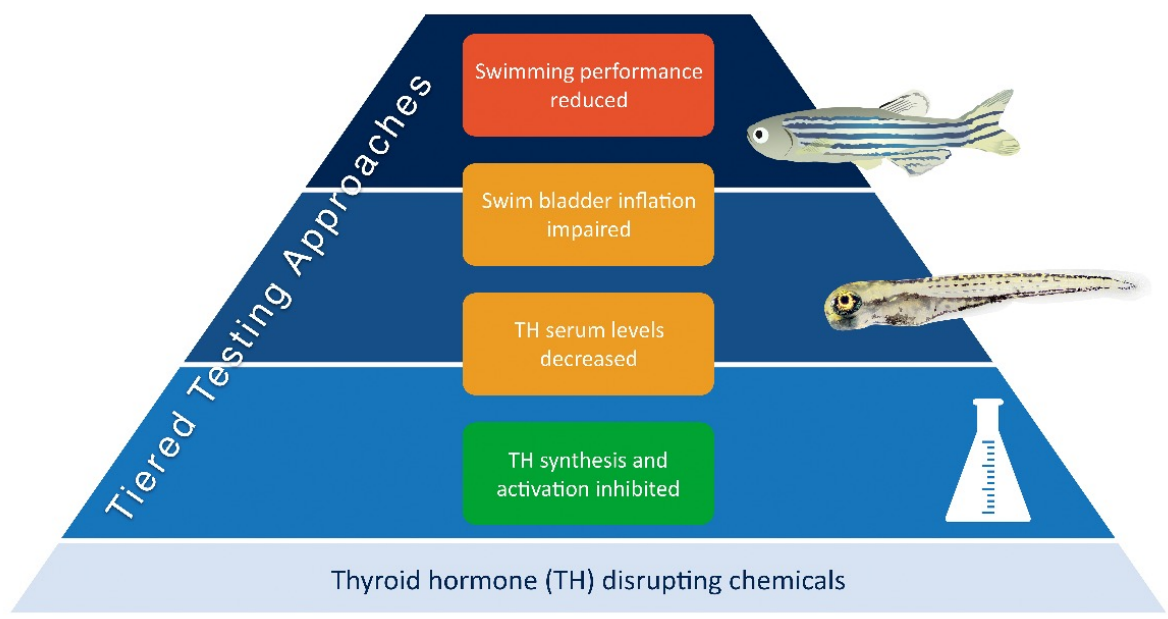 Tiered Testing Approaches
Swimming performance
reduced
Swim bladder inflation
impaired
TH serum levels
decreased
TH synthesis and
activation inhibited
Thyroid hormone (TH) disrupting chemicals